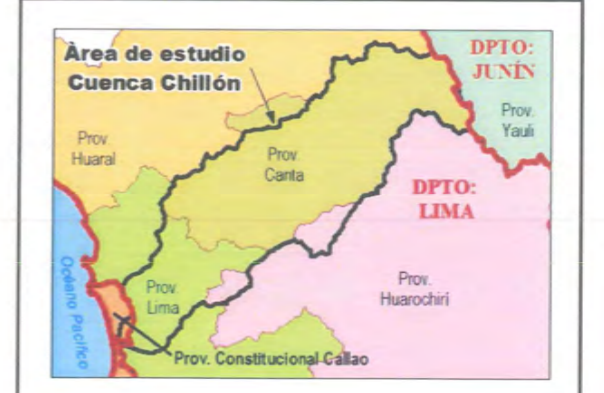 Àrea de estudio
Cuenca Chillón
DPTO:
JUNÍN
Prov.
Yauli
Prov.
Huaral
Prov.
Canta
DPTO:
LIMA
Océano Pacífico
Prov.
Lima
Prov.
Huarochirí
Prov. Constitucional Callao